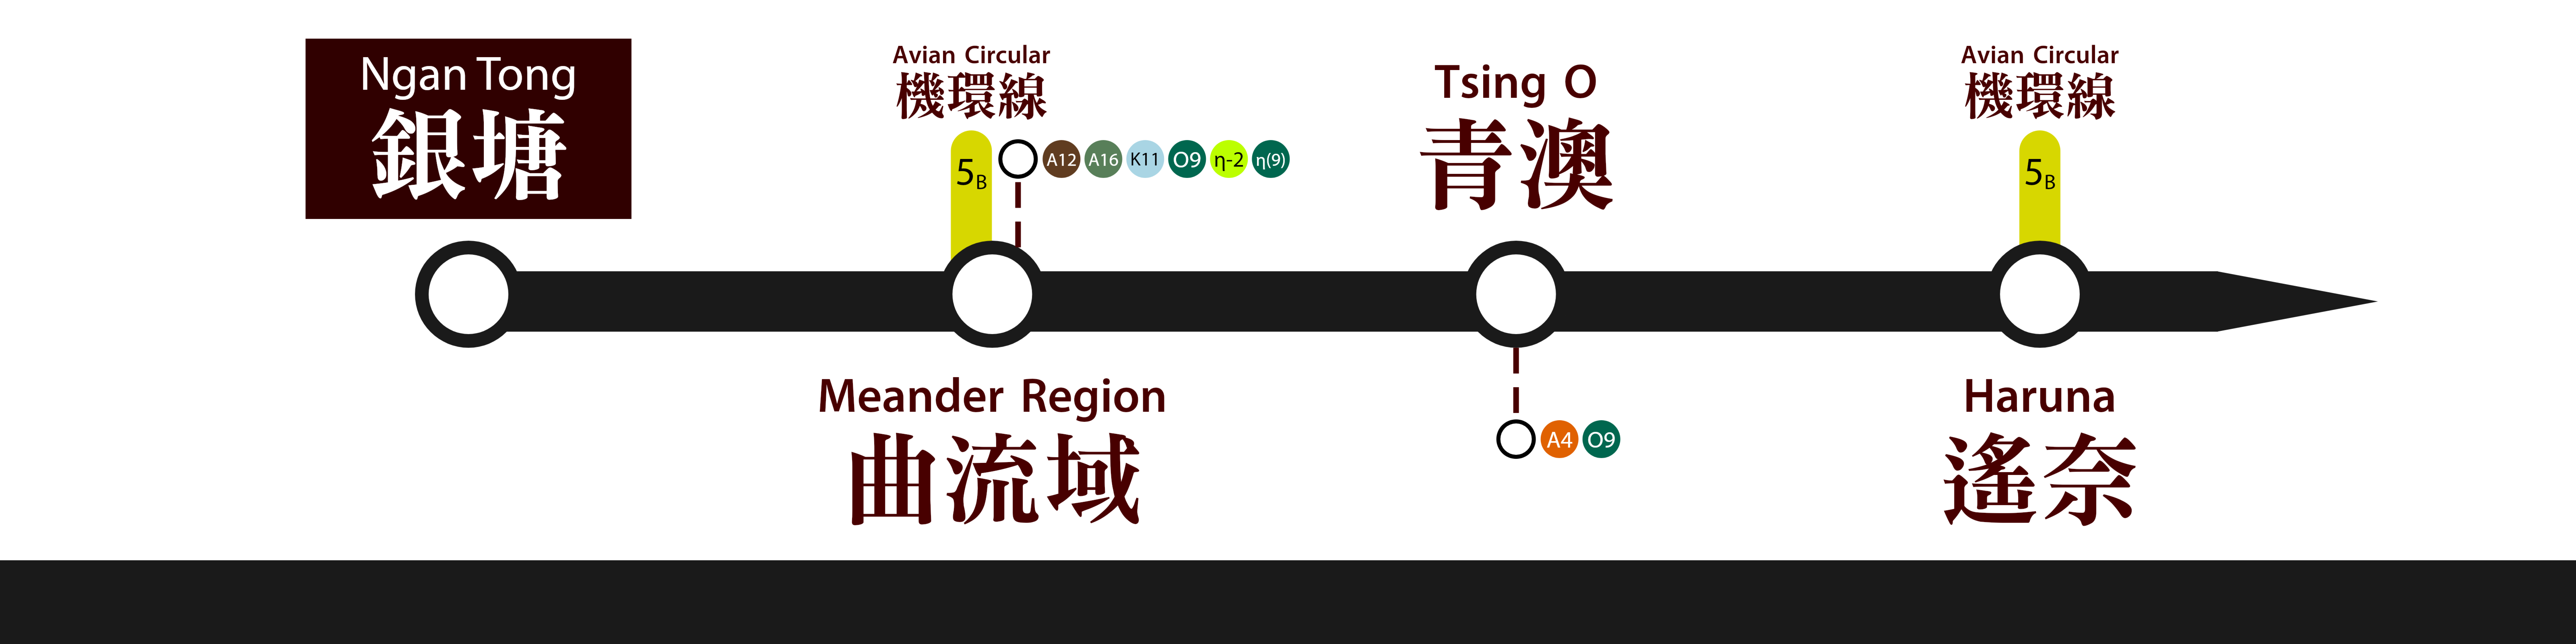 Ngan Tong
銀塘
Avian Circular
機環線
5B
A12 A16 K11 O9 η-2 η(9)
Meander Region
曲流域
Tsing O
青澳
A4 O9
Avian Circular
機環線
5B
Haruna
遙奈